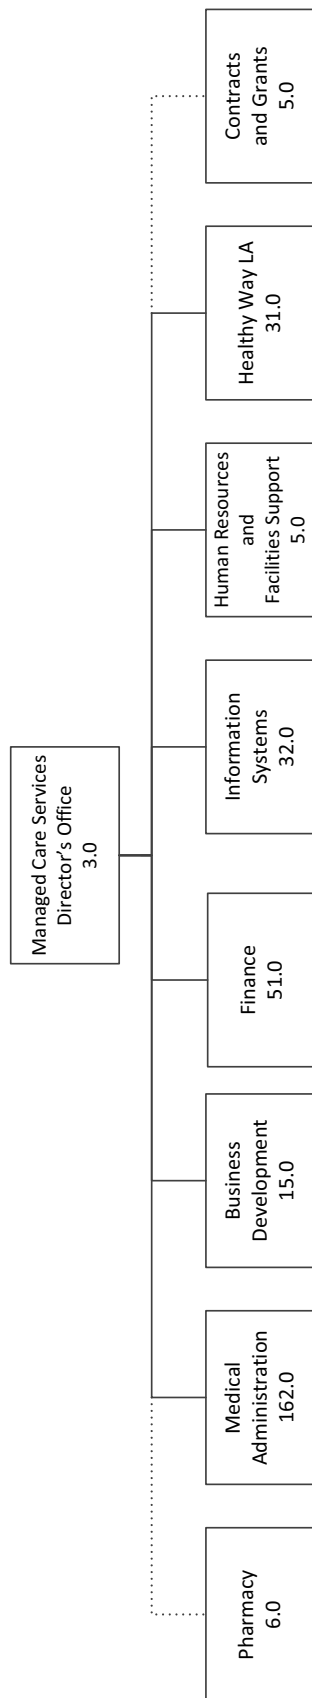 Managed Care Services
Director’s Office
3.0
Pharmacy
6.0
Medical
Administration
162.0
Business
Development
15.0
Finance
51.0
Information
Systems
32.0
Human Resources
and
Facilities Support
5.0
Healthy Way LA
31.0
Contracts
and Grants
5.0